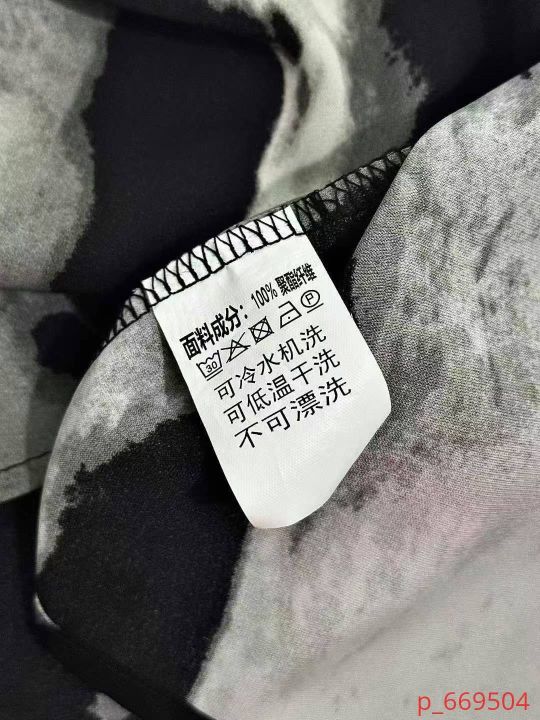 面料成分：100% 聚酯纤维
30 P
可冷水机洗
可低温干洗
不可漂洗
p_669504